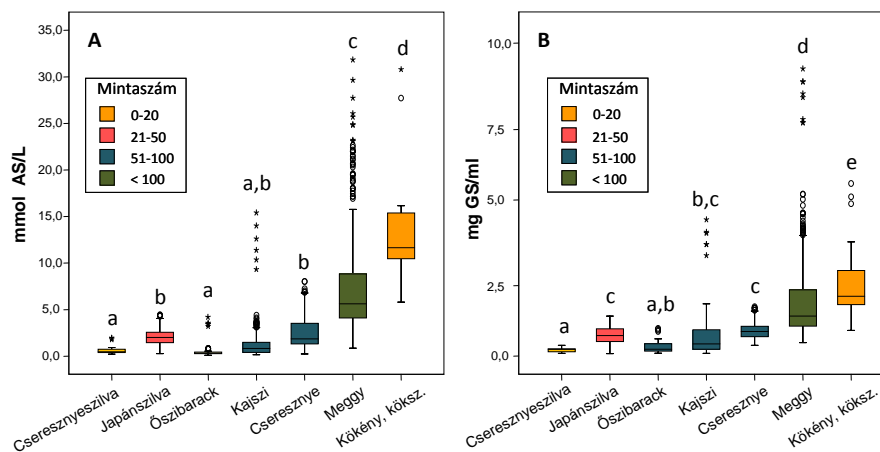 A
mmol AS/L
35,0
30,0
25,0
20,0
15,0
10,0
5,0
0,0
Mintaszám
0-20
21-50
51-100
< 100
a
b
a
a,b
b
c
d
Cseresznyeszilva
Japánszilva
Őszibarack
Kajszi
Cseresznye
Meggy
Kökény, köksz.
B
mg GS/ml
10,0
7,5
5,0
2,5
0,0
Mintaszám
0-20
21-50
51-100
< 100
a
c
a,b
b,c
c
d
e
Cseresznyeszilva
Japánszilva
Őszibarack
Kajszi
Cseresznye
Meggy
Kökény, köksz.